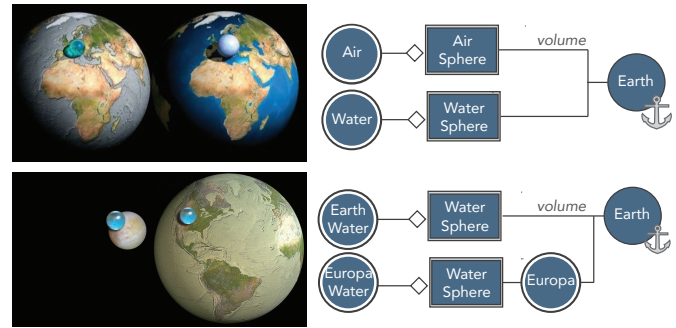 Air
Air
Sphere
volume
Earth
Water
Water
Sphere
Earth
Water
Water
Sphere
volume
Earth
Europa
Water
Water
Sphere
Europa